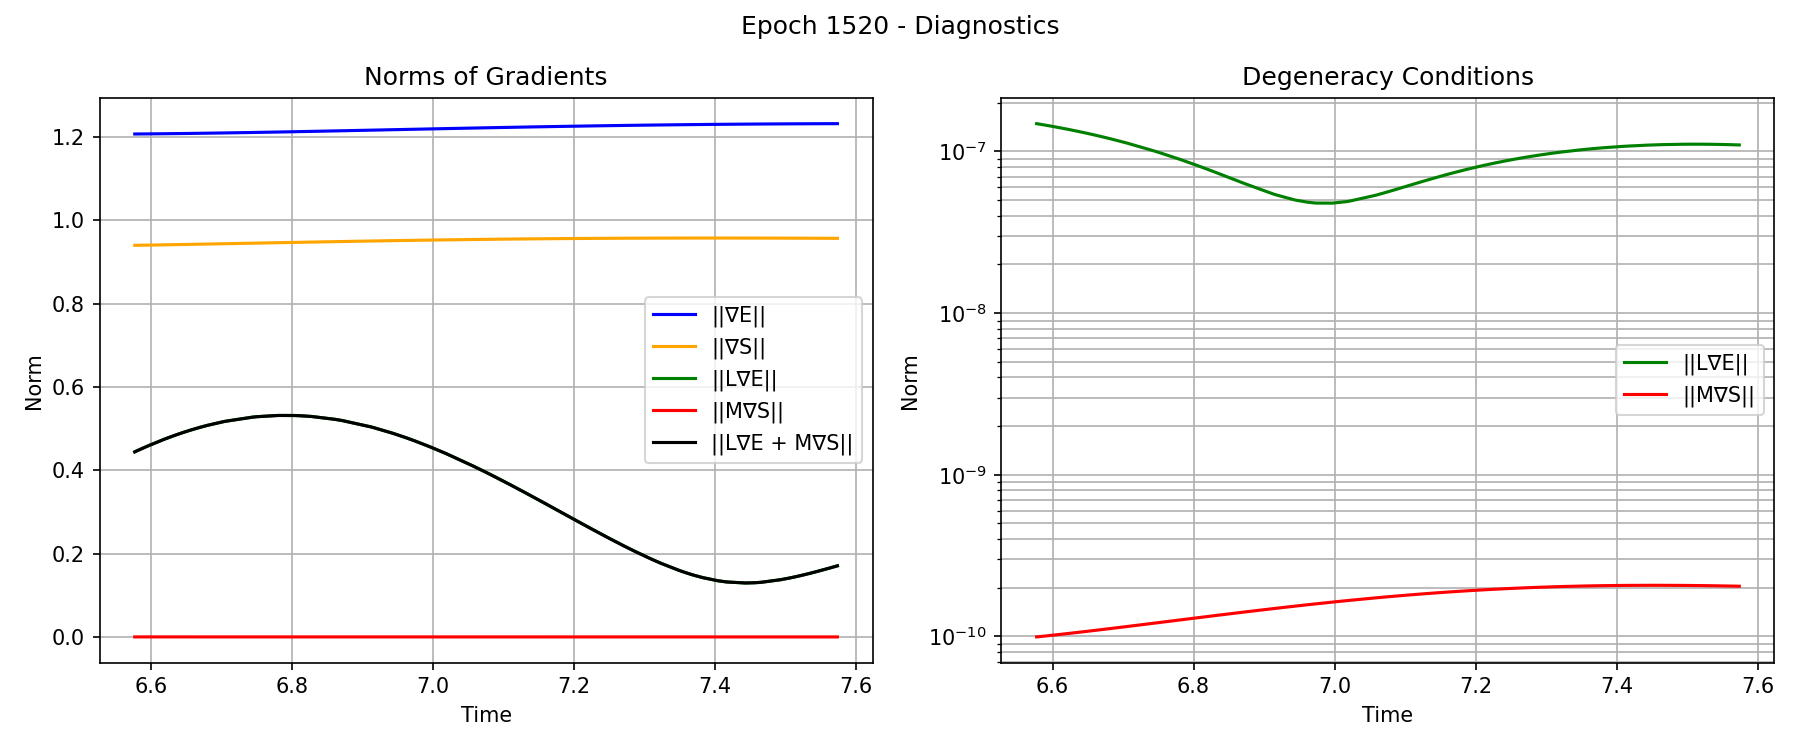 Epoch 1520 - Diagnostics
Norms of Gradients
Norm
1.2
1.0
0.8
0.6
0.4
0.2
0.0
||∇E||
||∇S||
||L∇E||
||M∇S||
||L∇E + M∇S||
6.6 6.8 7.0 7.2 7.4 7.6
Time
Degeneracy Conditions
Norm
10⁻⁷
10⁻⁸
10⁻⁹
10⁻¹⁰
||L∇E||
||M∇S||
6.6 6.8 7.0 7.2 7.4 7.6
Time